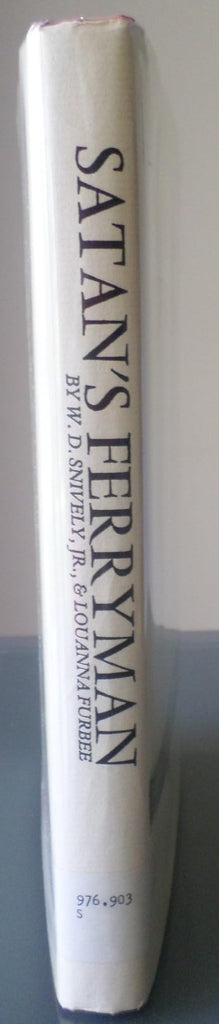 SATAN'S FERRYMAN
BY W. D. SNIVELY, JR., & LOUANNA FURBEE
976.903
S